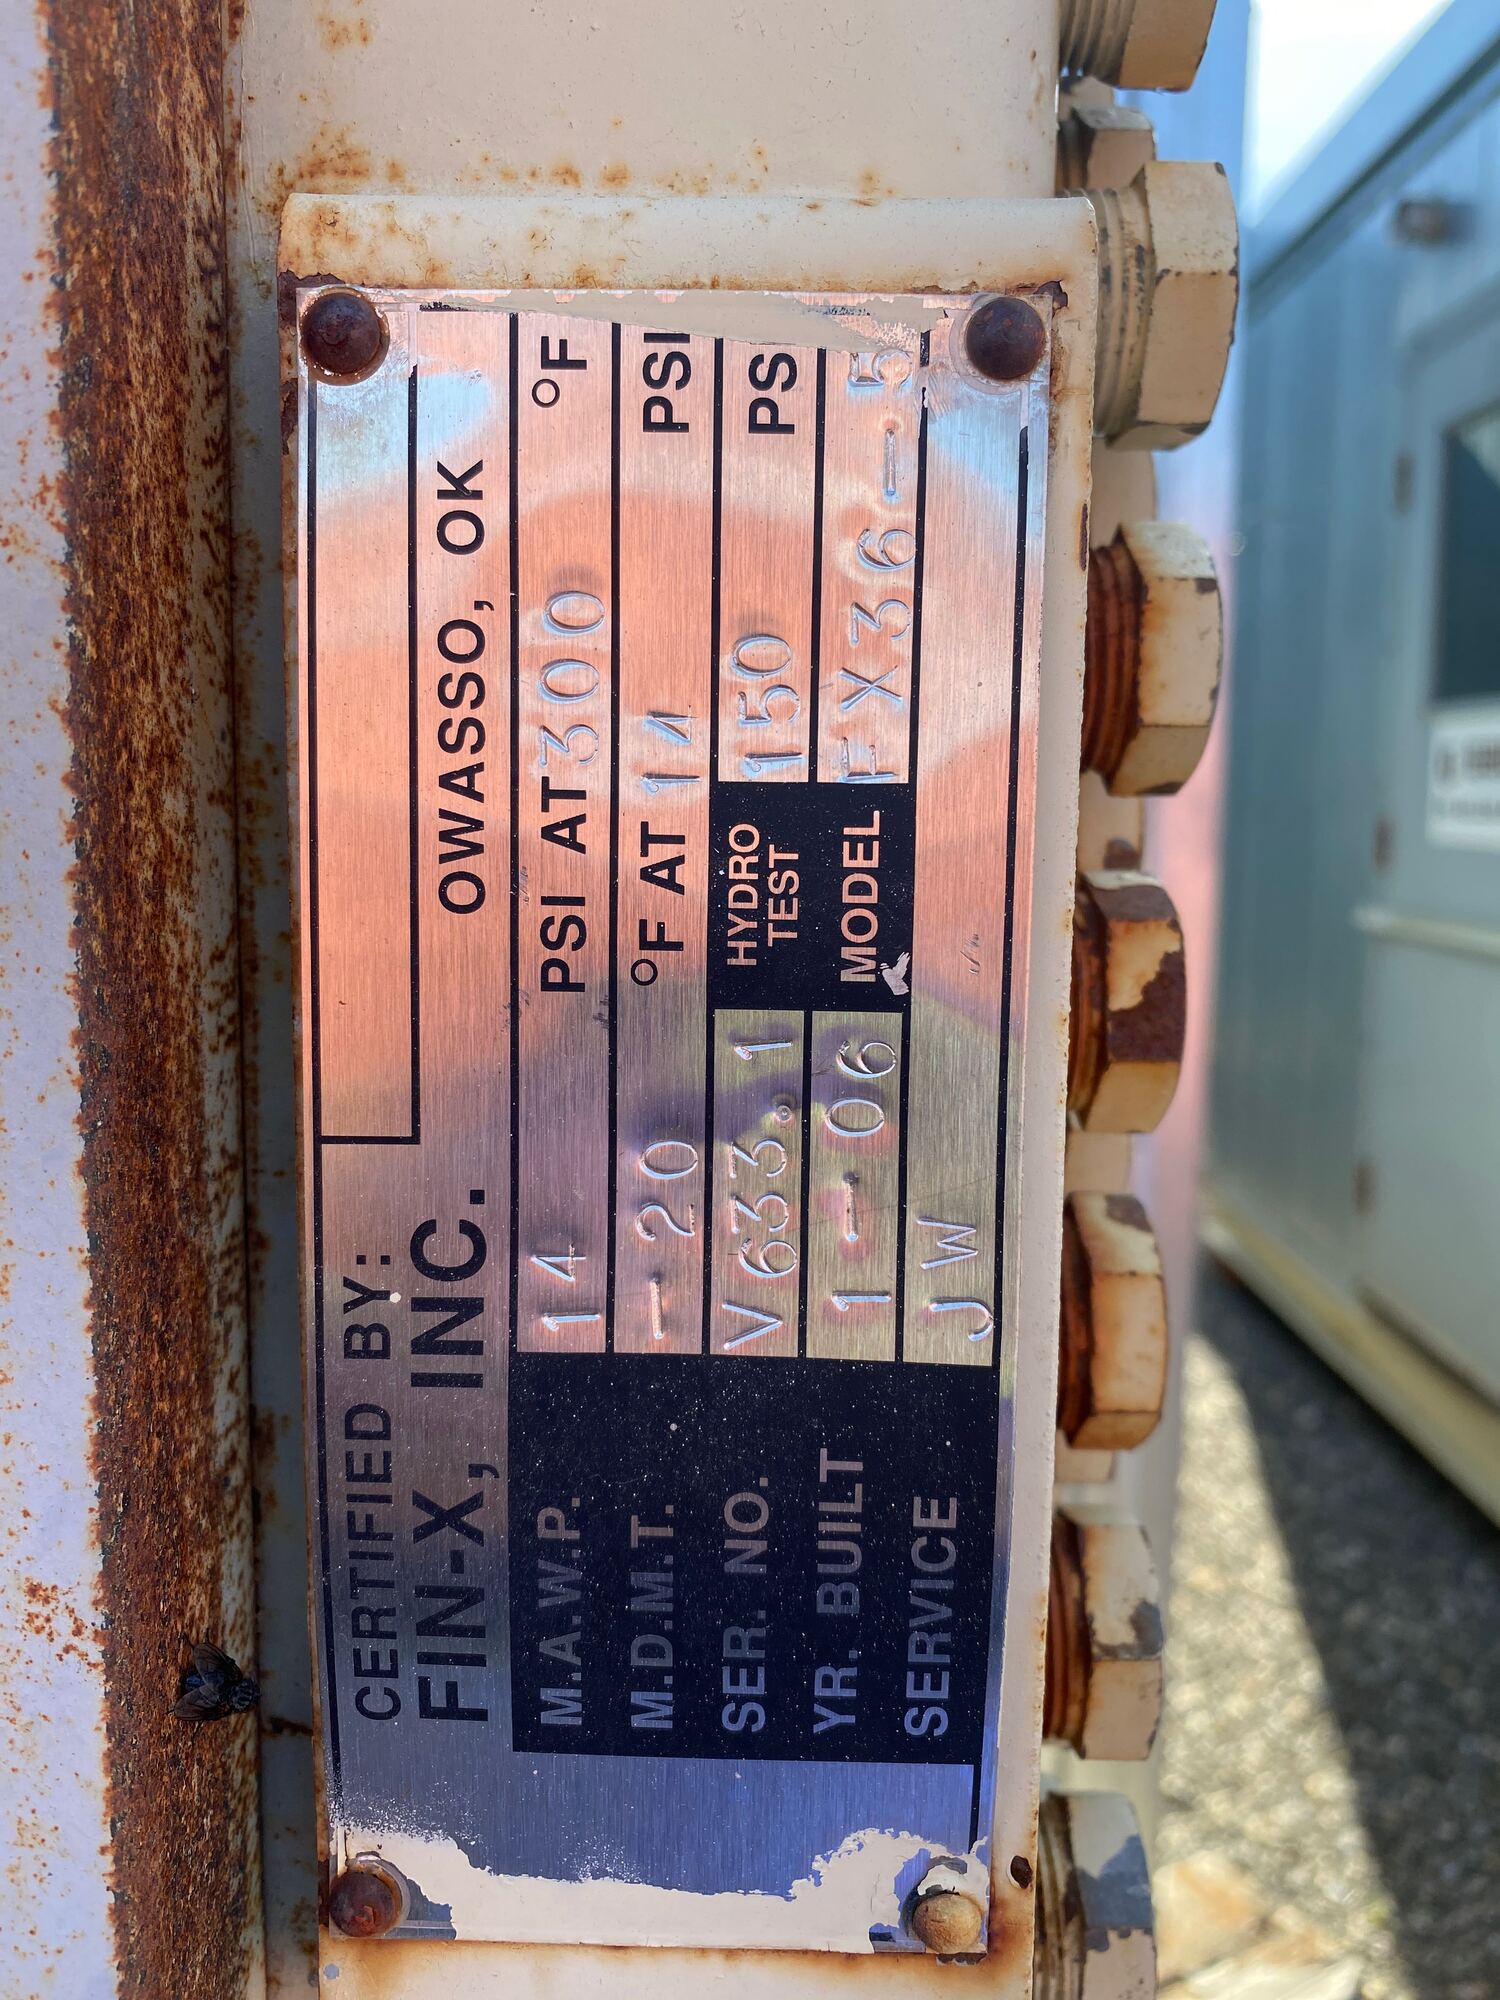 CERTIFIED BY:
FIN-X, INC. OWASSO, OK
M.A.W.P. 14 PSI AT 300 °F
M.D.M.T. -20 °F AT 14 PSI
SER. NO. V633.1 HYDRO TEST 150 PS
YR. BUILT 1-06 MODEL FX36-5
SERVICE JW